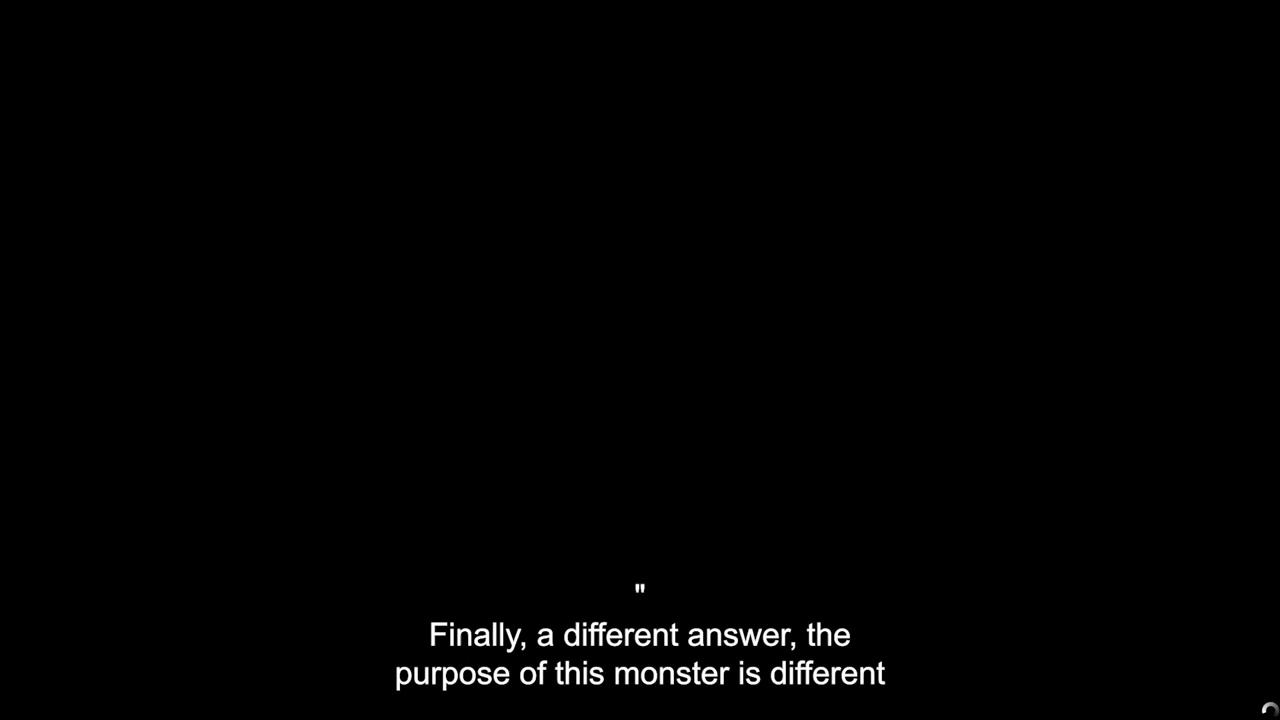 "
Finally, a different answer, the
purpose of this monster is different